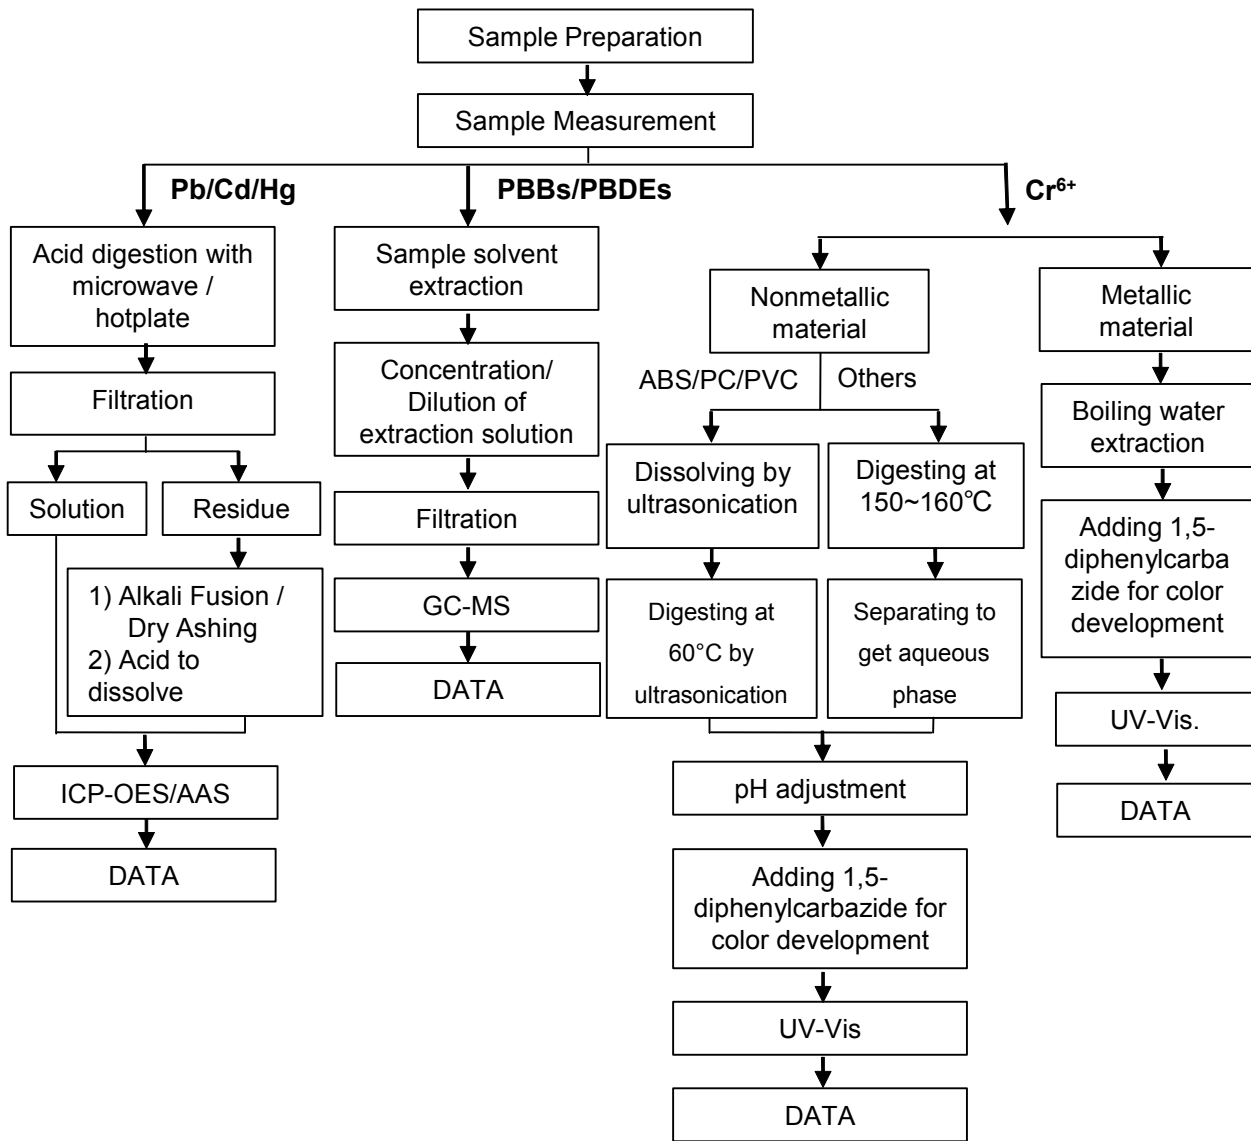 Sample Preparation
Sample Measurement
Pb/Cd/Hg
PBBs/PBDEs
Cr⁶⁺
Acid digestion with
microwave /
hotplate
Filtration
Solution
Residue
1) Alkali Fusion /
Dry Ashing
2) Acid to
dissolve
ICP-OES/AAS
DATA
Sample solvent
extraction
Concentration/
Dilution of
extraction solution
Filtration
GC-MS
DATA
Nonmetallic
material
ABS/PC/PVC
Others
Dissolving by
ultrasonication
Digesting at
60°C by
ultrasonication
Digesting at
150~160℃
Separating to
get aqueous
phase
pH adjustment
Adding 1,5-
diphenylcarbazide for
color development
UV-Vis
DATA
Metallic
material
Boiling water
extraction
Adding 1,5-
diphenylcarba
zide for color
development
UV-Vis.
DATA